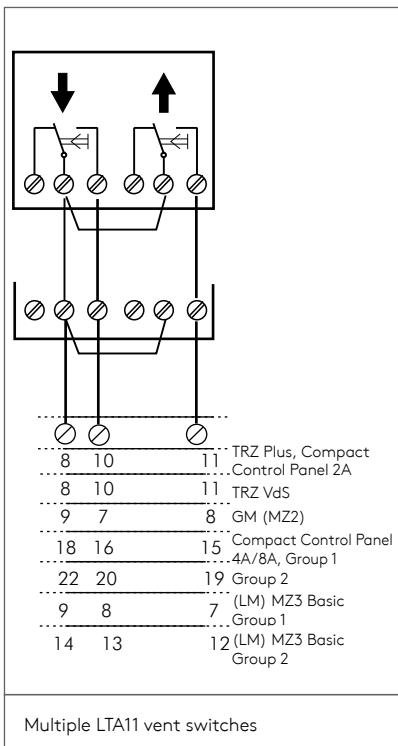 8 10 11 TRZ Plus, Compact
Control Panel 2A
8 10 11 TRZ VdS
9 7 8 GM (MZ2)
18 16 15 Compact Control Panel
4A/8A, Group 1
22 20 19 Group 2
9 8 7 (LM) MZ3 Basic
Group 1
14 13 12 (LM) MZ3 Basic
Group 2
Multiple LTA11 vent switches